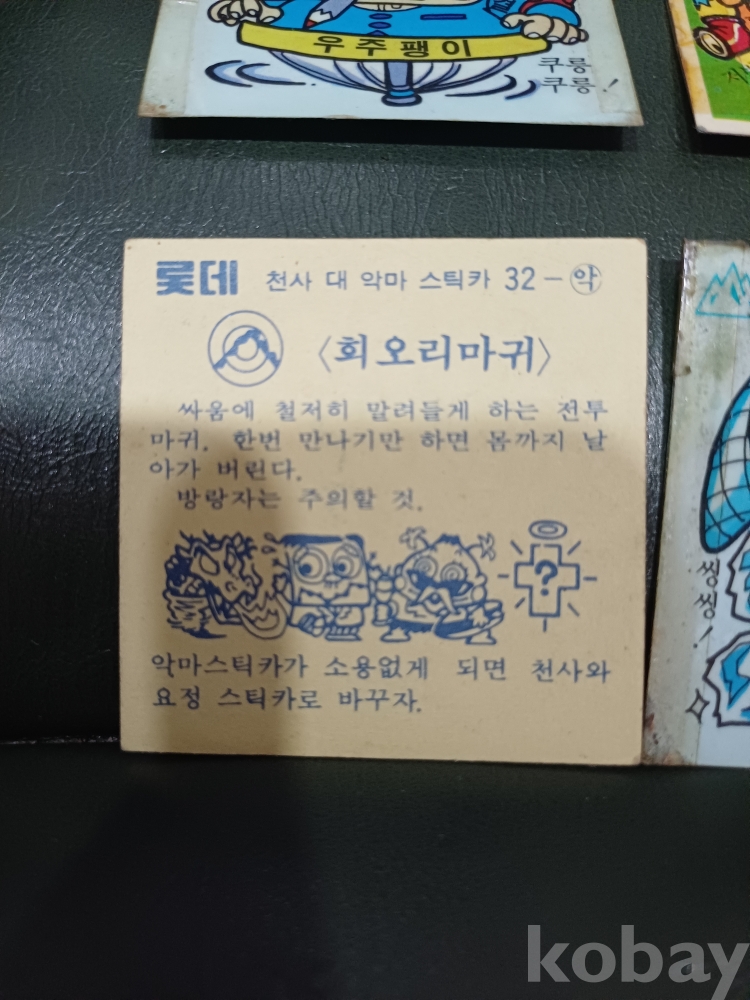 우주팽이
쿠릉
쿠릉!
롯데 천사 대 악마 스틱카 32-악
〈회오리마귀〉
싸움에 철저히 말려들게 하는 전투
마귀. 한번 만나기만 하면 몸까지 날
아가 버린다.
방랑자는 주의할 것.
?
악마스틱카가 소용없게 되면 천사와
요정 스틱카로 바꾸자.
씽
씽!
kobay